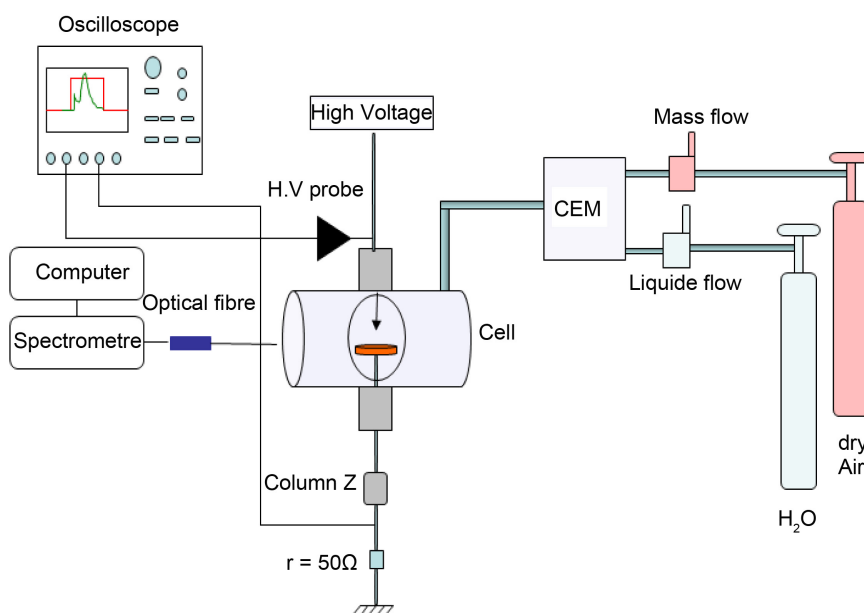 Oscilloscope
High Voltage
Mass flow
H.V probe
CEM
Computer
Optical fibre
Liquide flow
Spectrometre
Cell
dry
Air
Column Z
H₂O
r = 50Ω